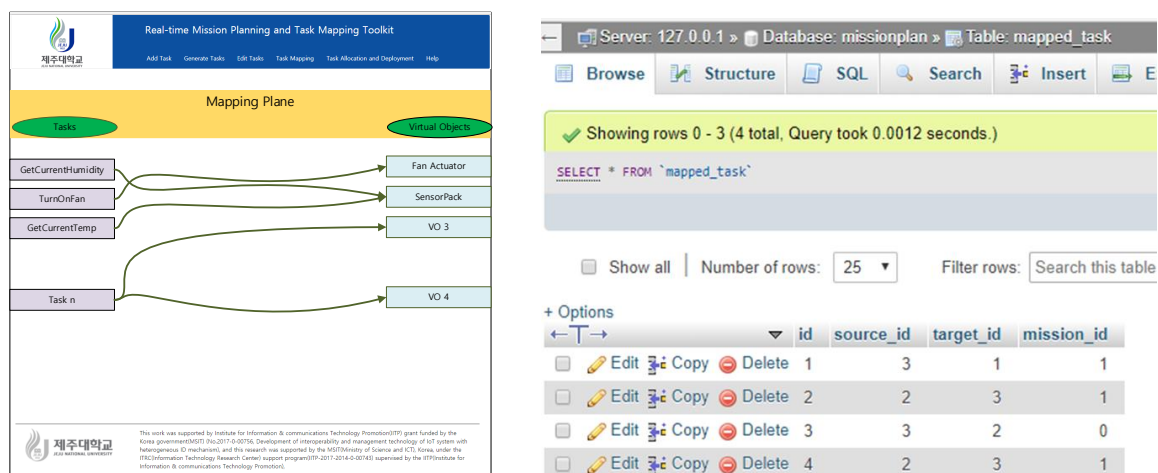 Real-time Mission Planning and Task Mapping Toolkit
제주대학교
JEJU NATIONAL UNIVERSITY
Add Task Generate Tasks Edit Tasks Task Mapping Task Allocation and Deployment Help
Mapping Plane
Tasks
Virtual Objects
GetCurrentHumidity
Fan Actuator
TurnOnFan
SensorPack
GetCurrentTemp
VO 3
Task n
VO 4
제주대학교
JEJU NATIONAL UNIVERSITY
This work was supported by Institute for Information & communications Technology Promotion(IITP) grant funded by the
Korea government(MSIT) (No.2017-0-00756, Development of interoperability and management technology of IoT system with
heterogeneous ID mechanism), and this research was supported by the MSIT(Ministry of Science and ICT), Korea, under the
ITRC(Information Technology Research Center) support program(IITP-2017-2014-0-00743) supervised by the IITP(Institute for
Information & communications Technology Promotion).
← Server: 127.0.0.1 » Database: missionplan » Table: mapped_task
Browse Structure SQL Search Insert E
Showing rows 0 - 3 (4 total, Query took 0.0012 seconds.)
SELECT * FROM `mapped_task`
Show all | Number of rows: 25 ▼ Filter rows: Search this table
+ Options
←T→ ▼ id source_id target_id mission_id
Edit Copy Delete 1 3 1 1
Edit Copy Delete 2 2 3 1
Edit Copy Delete 3 3 2 0
Edit Copy Delete 4 2 3 1